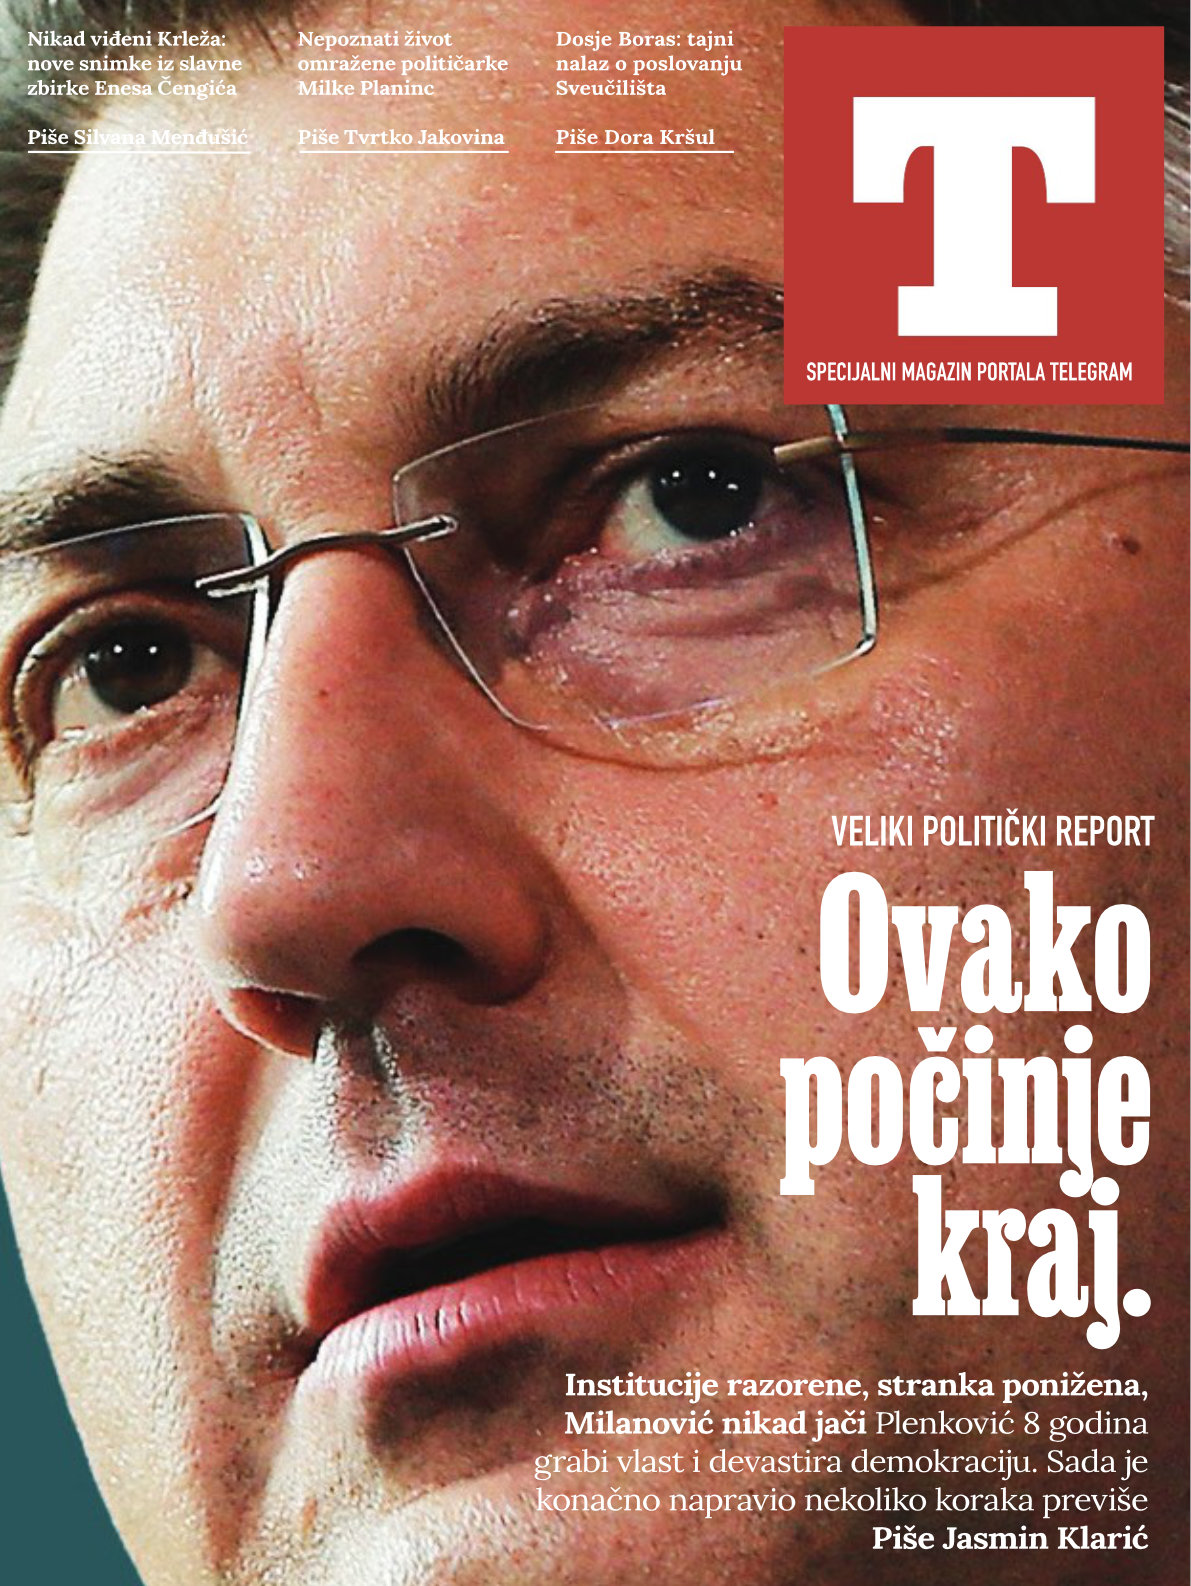 Nikad viđeni Krleža:
nove snimke iz slavne
zbirke Enesa Čengića
Piše Silvana Menđušić
Nepoznati život
omražene političarke
Milke Planinc
Piše Tvrtko Jakovina
Dosje Boras: tajni
nalaz o poslovanju
Sveučilišta
Piše Dora Kršul
T
SPECIJALNI MAGAZIN PORTALA TELEGRAM
VELIKI POLITIČKI REPORT
Ovako
počinje
kraj.
Institucije razorene, stranka ponižena,
Milanović nikad jači Plenković 8 godina
grabi vlast i devastira demokraciju. Sada je
konačno napravio nekoliko koraka previše
Piše Jasmin Klarić